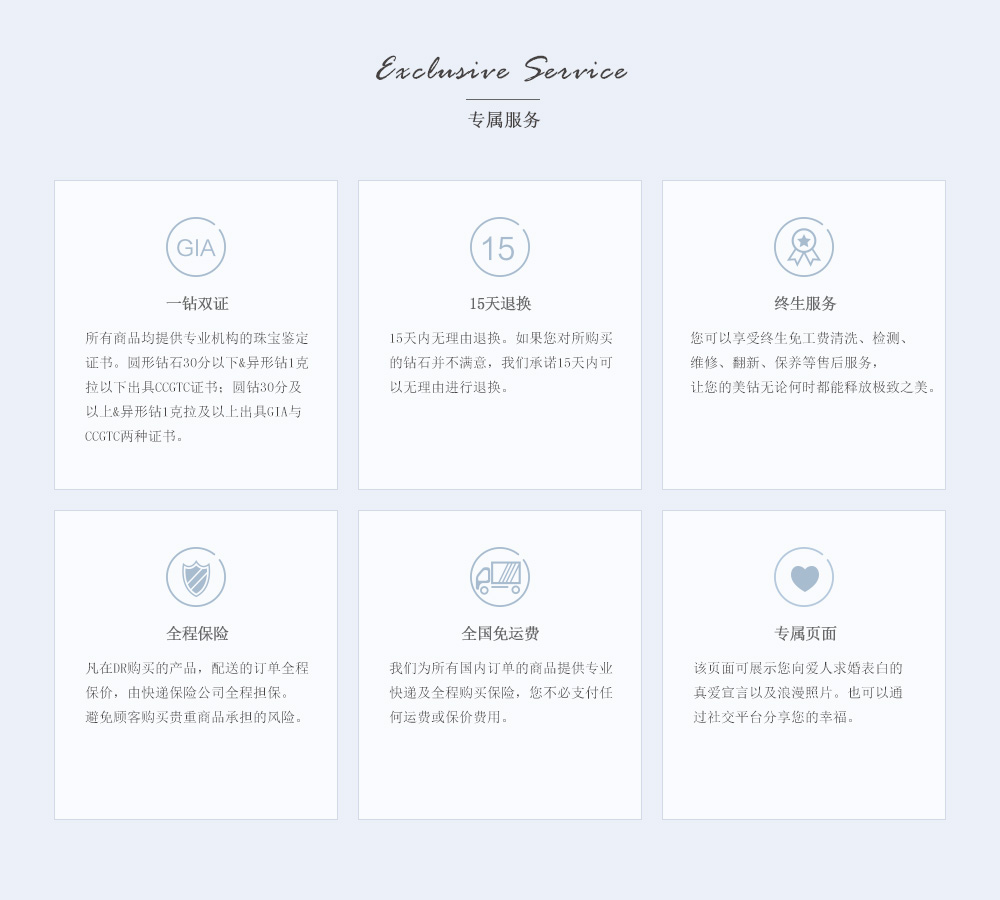 Exclusive Service
专属服务
GIA
一钻双证
所有商品均提供专业机构的珠宝鉴定
证书。圆形钻石30分以下&异形钻1克
拉以下出具CCGTC证书；圆钻30分及
以上&异形钻1克拉及以上出具GIA与
CCGTC两种证书。
15
15天退换
15天内无理由退换。如果您对所购买
的钻石并不满意，我们承诺15天内可
以无理由进行退换。
终生服务
您可以享受终生免工费清洗、检测、
维修、翻新、保养等售后服务，
让您的美钻无论何时都能释放极致之美。
全程保险
凡在DR购买的产品，配送的订单全程
保价，由快递保险公司全程担保。
避免顾客购买贵重商品承担的风险。
全国免运费
我们为所有国内订单的商品提供专业
快递及全程购买保险，您不必支付任
何运费或保价费用。
专属页面
该页面可展示您向爱人求婚表白的
真爱宣言以及浪漫照片。也可以通
过社交平台分享您的幸福。